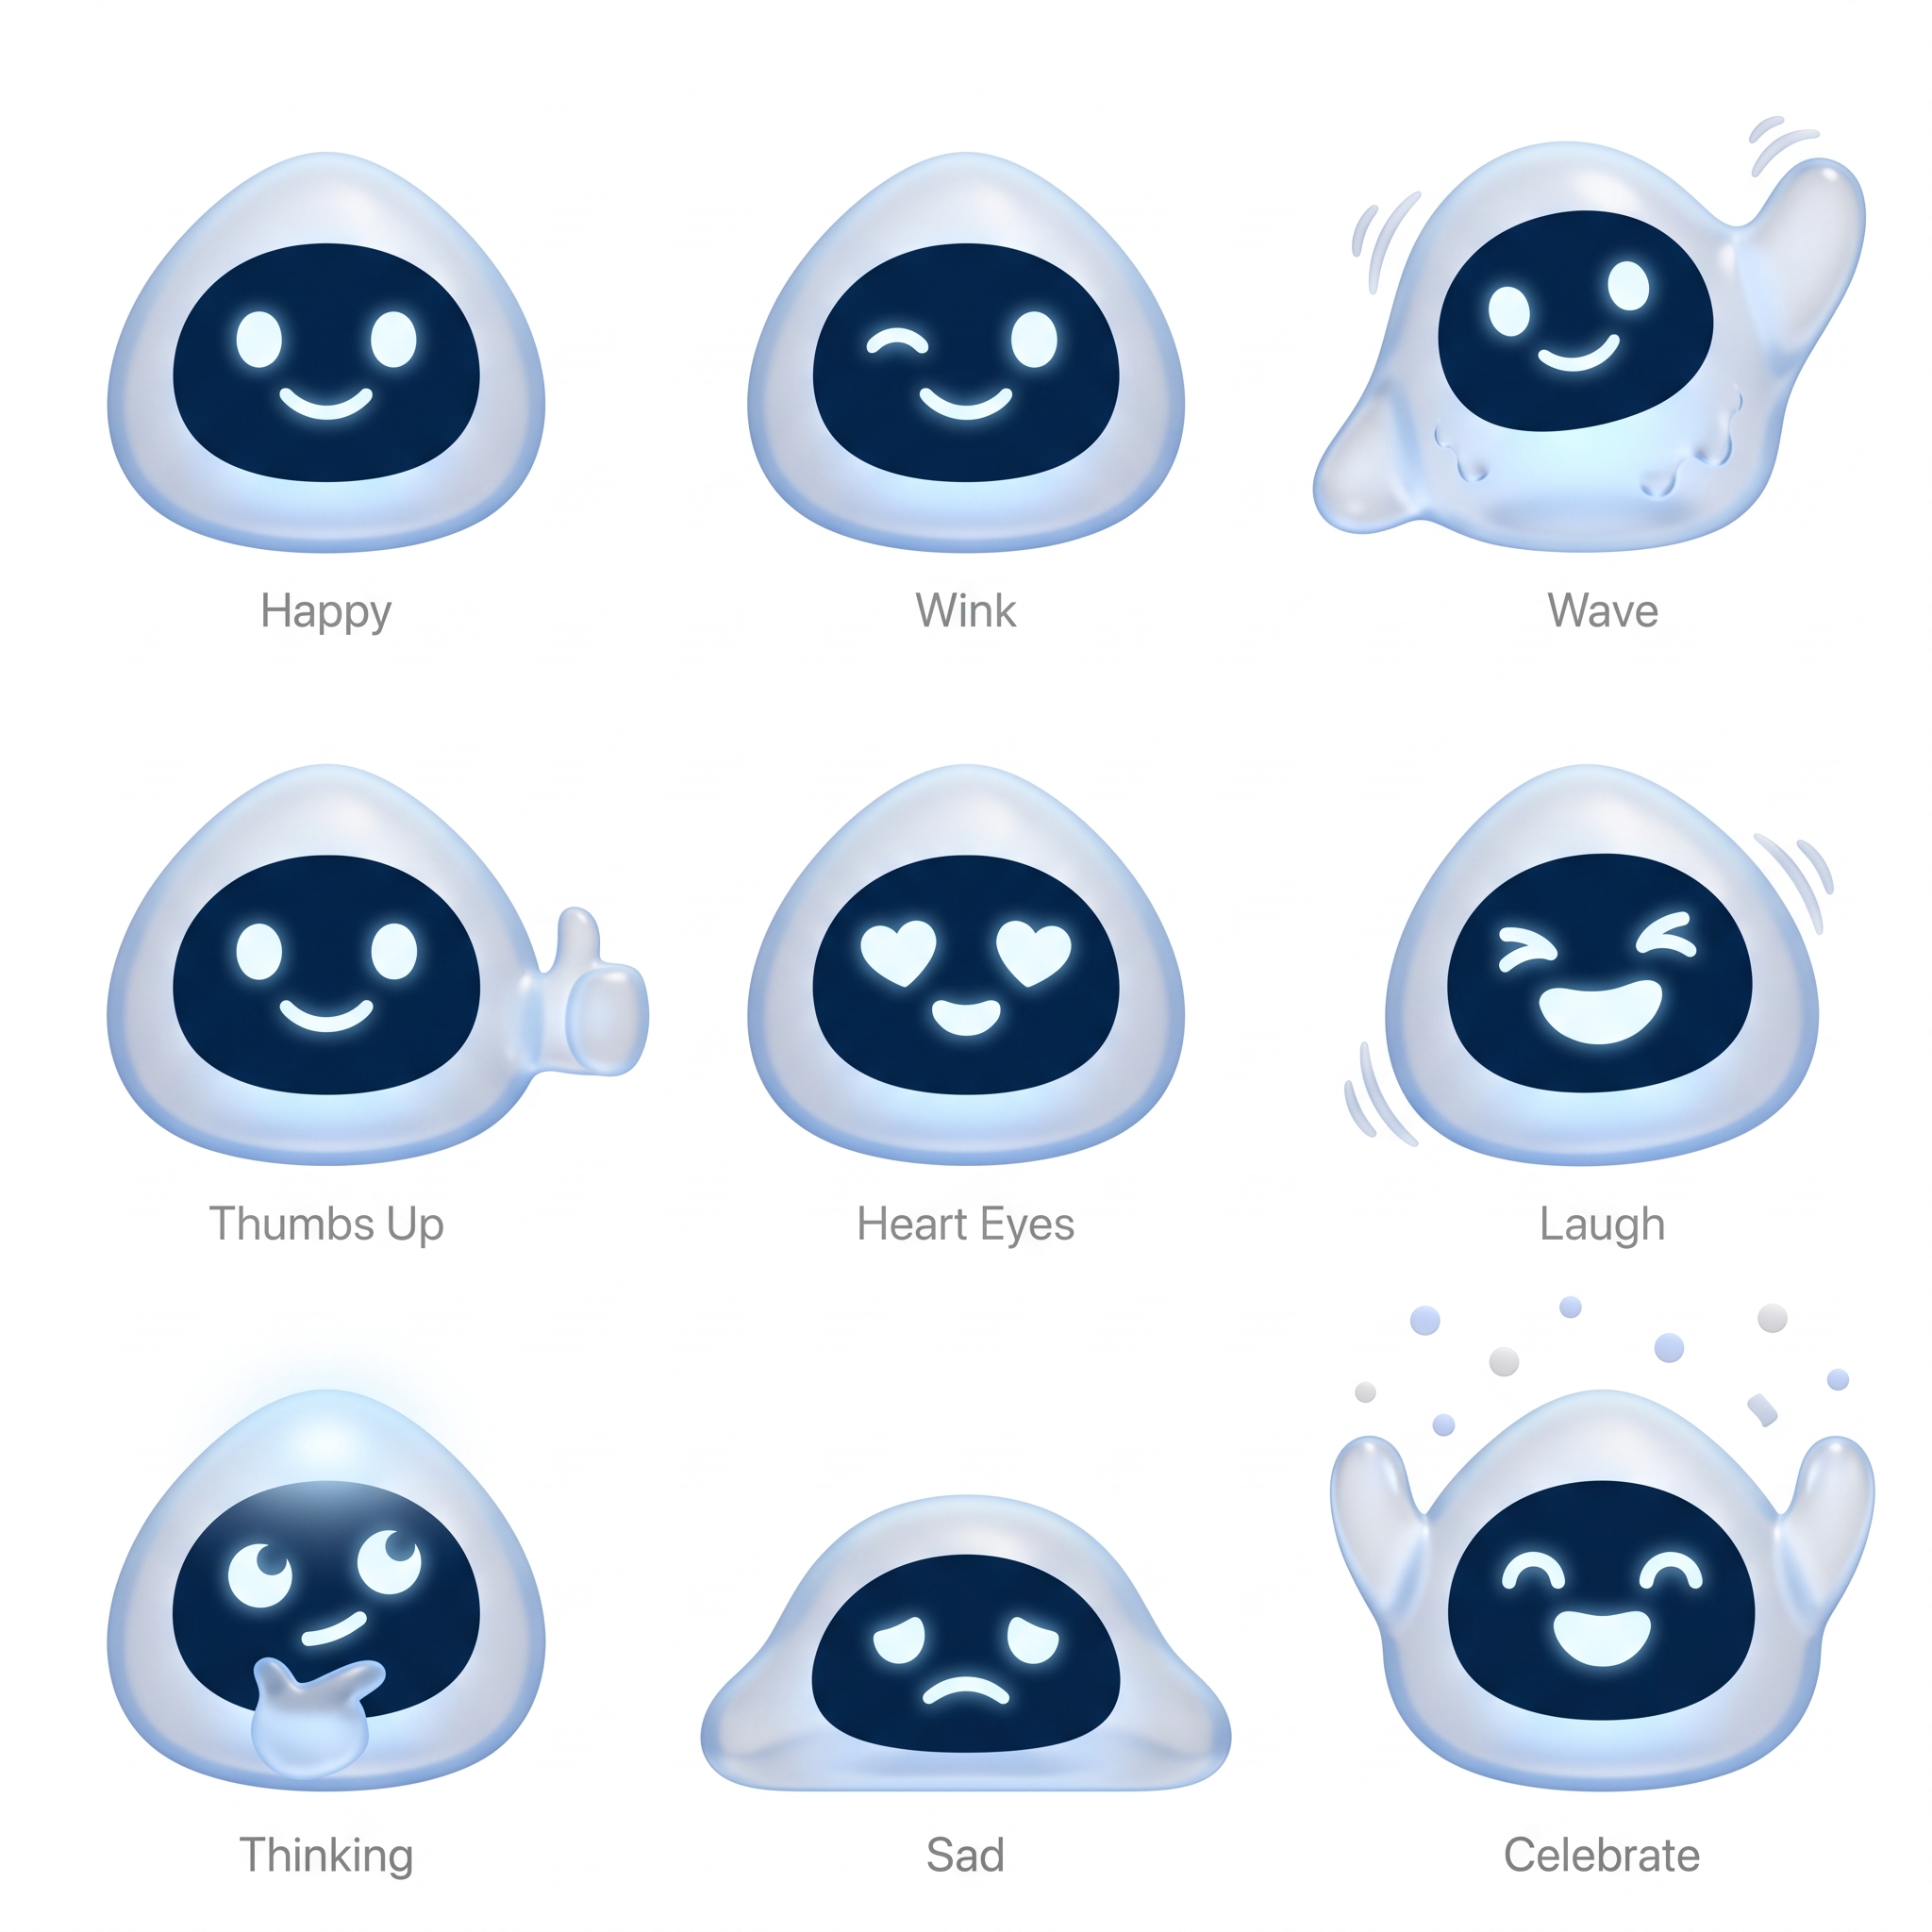 Happy
Wink
Wave
Thumbs Up
Heart Eyes
Laugh
Thinking
Sad
Celebrate